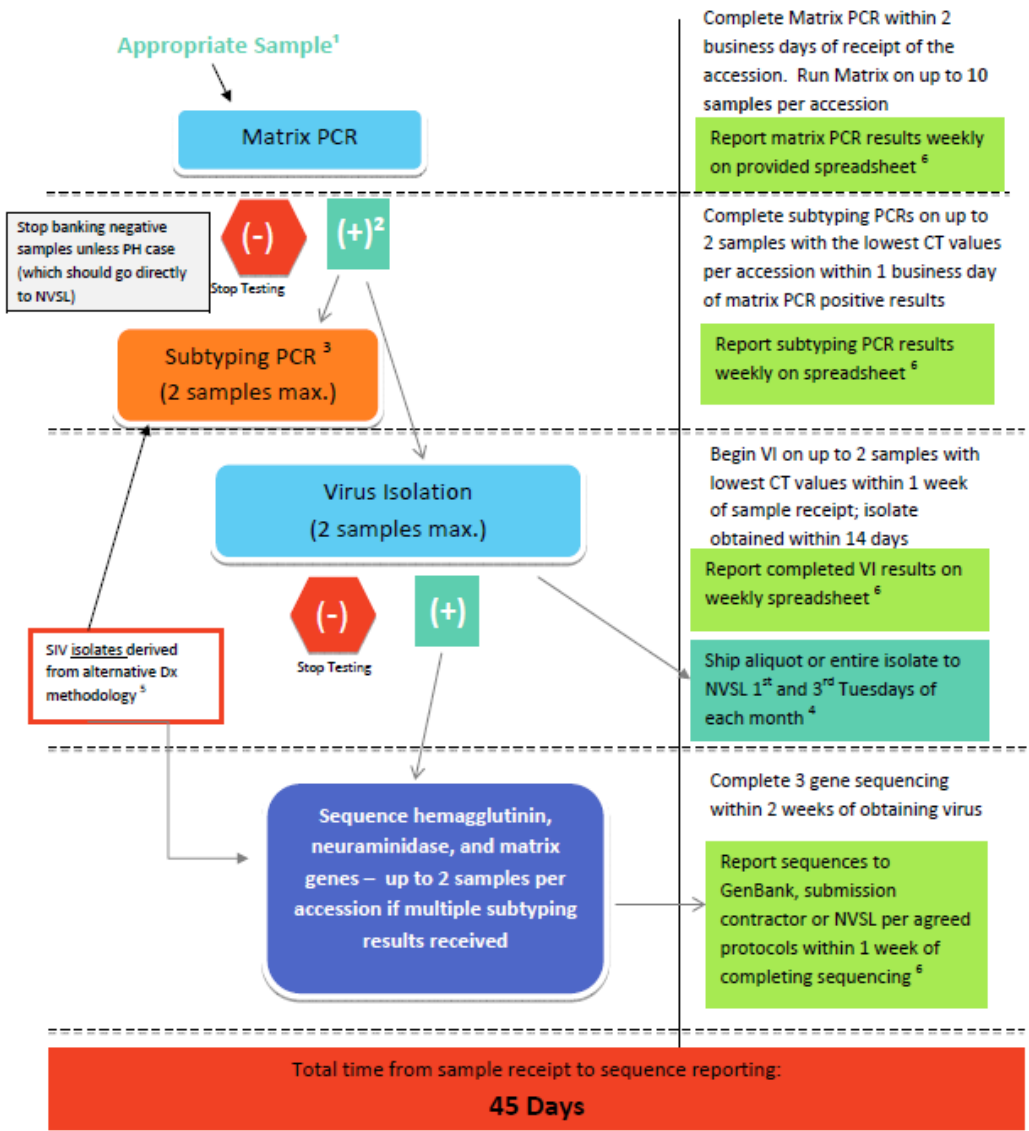 Appropriate Sample¹
Matrix PCR
Complete Matrix PCR within 2
business days of receipt of the
accession.  Run Matrix on up to 10
samples per accession
Report matrix PCR results weekly
on provided spreadsheet ⁶
Stop banking negative
samples unless PH case
(which should go directly
to NVSL)
(-)
Stop Testing
(+)²
Complete subtyping PCRs on up to
2 samples with the lowest CT values
per accession within 1 business day
of matrix PCR positive results
Subtyping PCR ³
(2 samples max.)
Report subtyping PCR results
weekly on spreadsheet ⁶
Virus Isolation
(2 samples max.)
Begin VI on up to 2 samples with
lowest CT values within 1 week
of sample receipt; isolate
obtained within 14 days
Report completed VI results on
weekly spreadsheet ⁶
(-)
Stop Testing
(+)
SIV isolates derived
from alternative Dx
methodology ⁵
Ship aliquot or entire isolate to
NVSL 1ˢᵗ and 3ʳᵈ Tuesdays of
each month ⁴
Sequence hemagglutinin,
neuraminidase, and matrix
genes –  up to 2 samples per
accession if multiple subtyping
results received
Complete 3 gene sequencing
within 2 weeks of obtaining virus
Report sequences to
GenBank, submission
contractor or NVSL per agreed
protocols within 1 week of
completing sequencing ⁶
Total time from sample receipt to sequence reporting:
45 Days